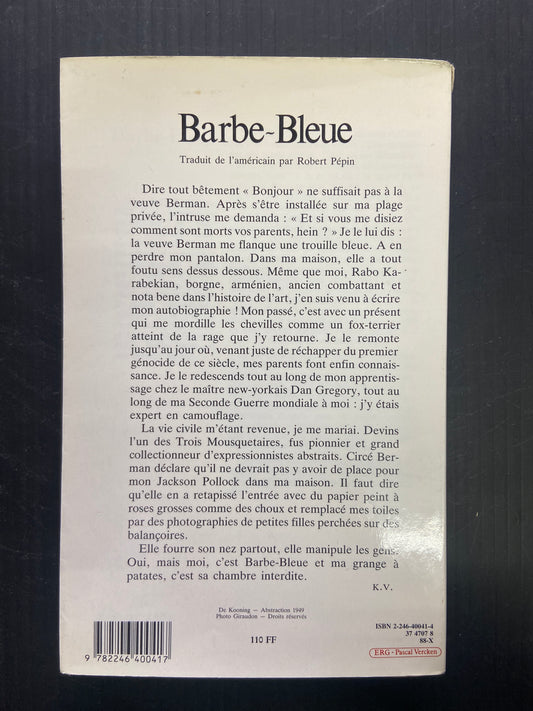 Barbe-Bleue
Traduit de l'américain par Robert Pépin
Dire tout bêtement « Bonjour » ne suffisait pas à la
veuve Berman. Après s'être installée sur ma plage
privée, l'intruse me demanda : « Et si vous me disiez
comment sont morts vos parents, hein ? » Je le lui dis :
la veuve Berman me flanque une trouille bleue. A en
perdre mon pantalon. Dans ma maison, elle a tout
foutu sens dessus dessous. Même que moi, Rabo Ka-
rabekian, borgne, arménien, ancien combattant et
nota bene dans l'histoire de l'art, j'en suis venu à écrire
mon autobiographie ! Mon passé, c'est avec un présent
qui me mordille les chevilles comme un fox-terrier
atteint de la rage que j'y retourne. Je le remonte
jusqu'au jour où, venant juste de réchapper du premier
génocide de ce siècle, mes parents font enfin connais-
sance. Je le redescends tout au long de mon apprentis-
sage chez le maître new-yorkais Dan Gregory, tout au
long de ma Seconde Guerre mondiale à moi : j'y étais
expert en camouflage.
La vie civile m'étant revenue, je me mariai. Devins
l'un des Trois Mousquetaires, fus pionnier et grand
collectionneur d'expressionnistes abstraits. Circé Ber-
man déclare qu'il ne devrait pas y avoir de place pour
mon Jackson Pollock dans ma maison. Il faut dire
qu'elle en a retapissé l'entrée avec du papier peint à
roses grosses comme des choux et remplacé mes toiles
par des photographies de petites filles perchées sur des
balançoires.
Elle fourre son nez partout, elle manipule les gens.
Oui, mais moi, c'est Barbe-Bleue et ma grange à
patates, c'est sa chambre interdite.
K.V.
De Kooning – Abstraction 1949
Photo Giraudon – Droits réservés
110 FF
9 782246 400417
ISBN 2-246-40041-4
37 4707 8
88-X
ERG - Pascal Vercken